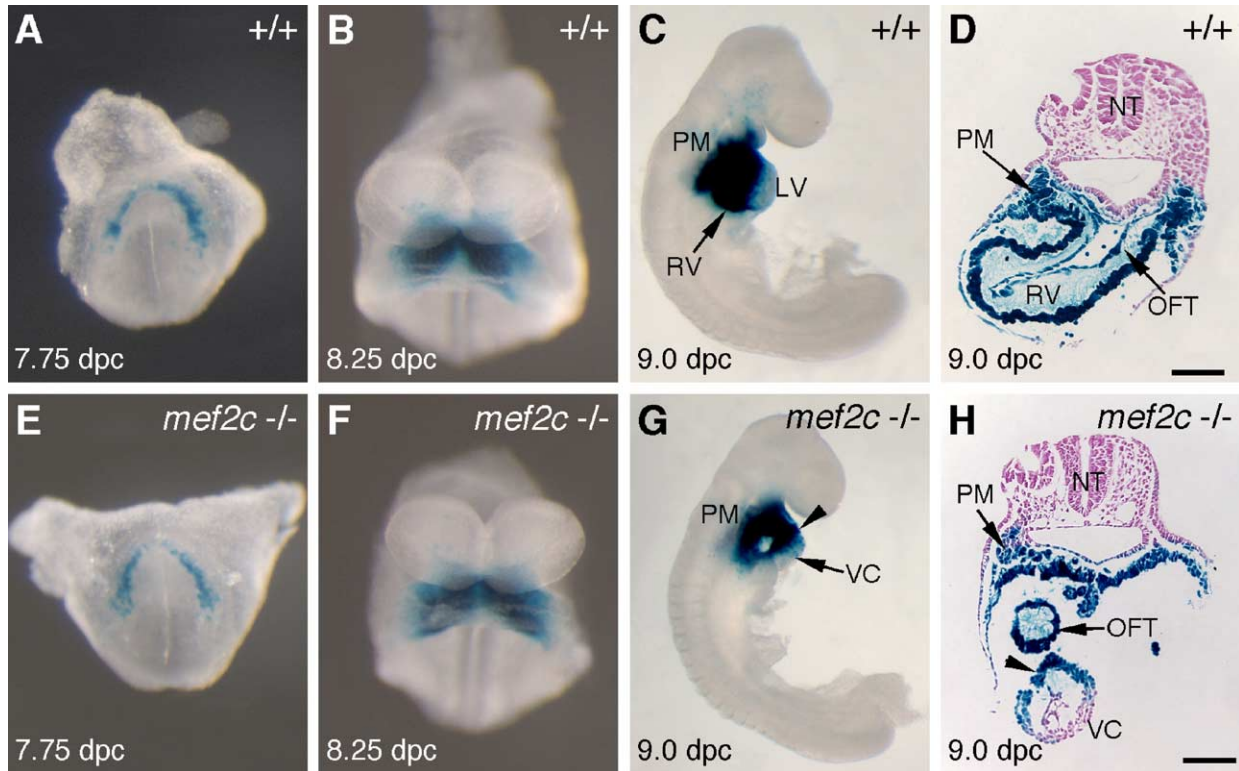 A +/+
7.75 dpc
B +/+
8.25 dpc
C +/+
PM
LV
RV
9.0 dpc
D +/+
NT
PM
RV
OFT
9.0 dpc
E mef2c -/-
7.75 dpc
F mef2c -/-
8.25 dpc
G mef2c -/-
PM
VC
9.0 dpc
H mef2c -/-
NT
PM
OFT
VC
9.0 dpc